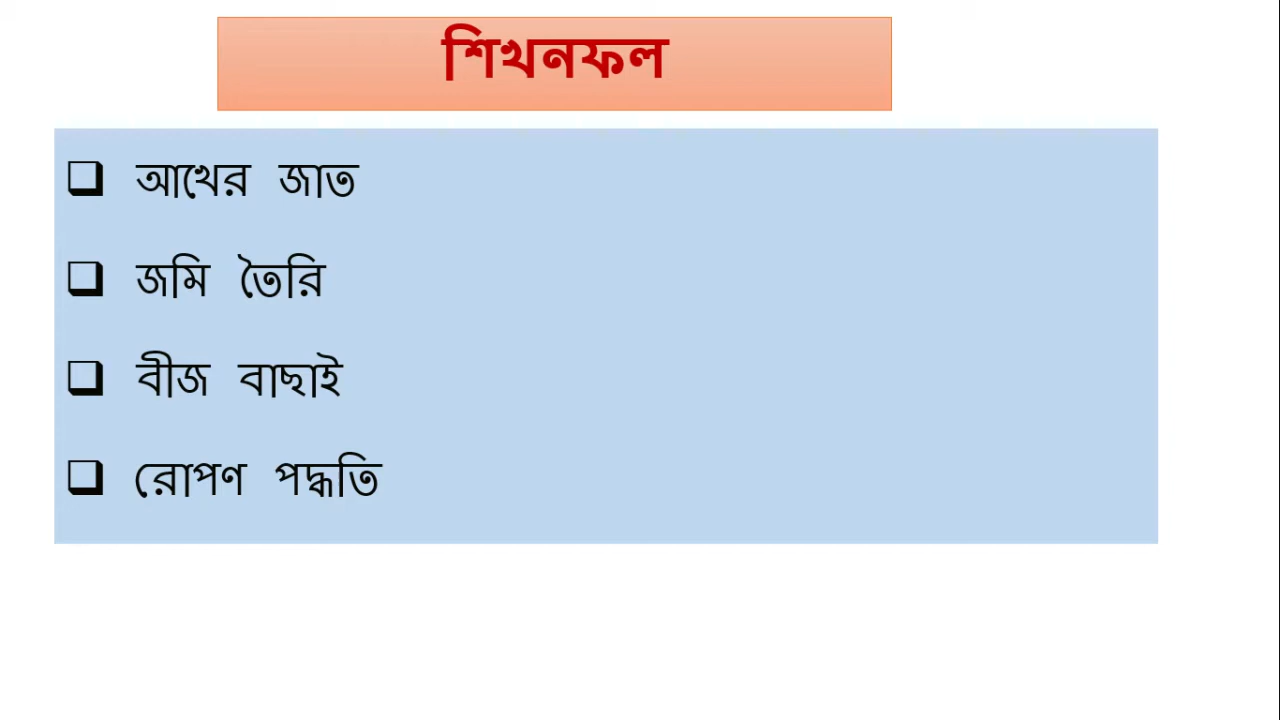 শিখনফল
আখের জাত
জমি তৈরি
বীজ বাছাই
রোপণ পদ্ধতি